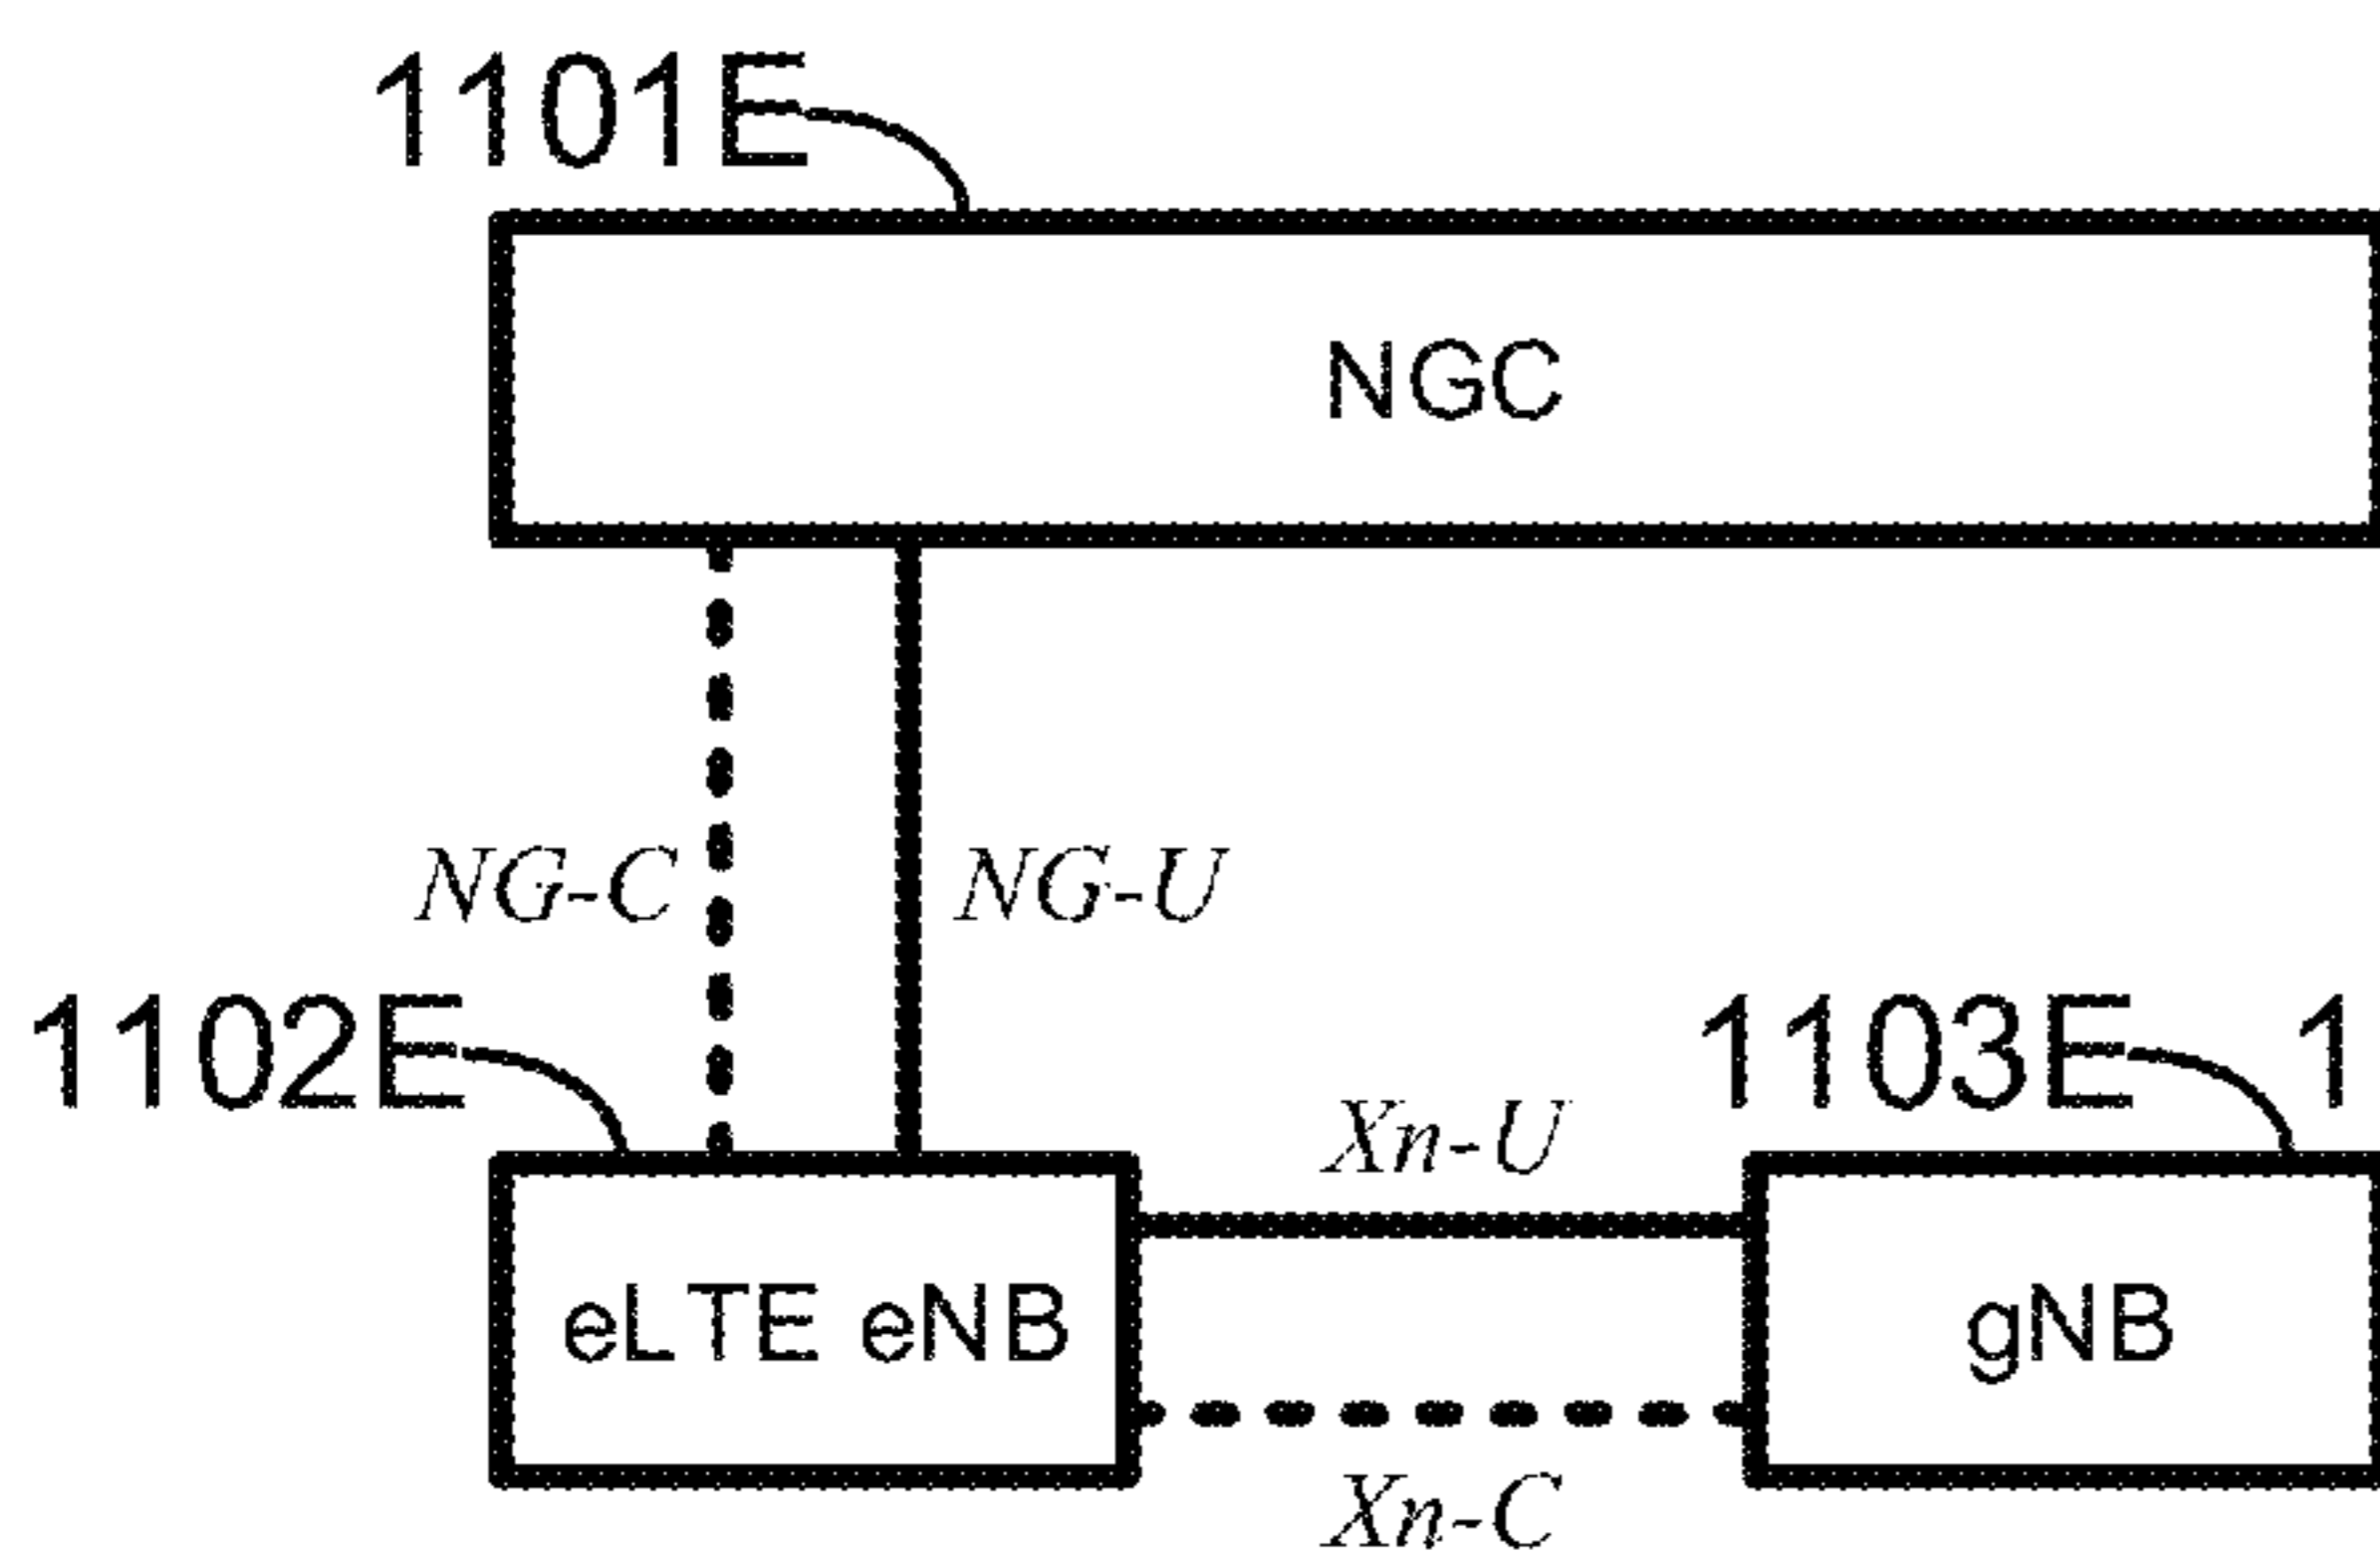 1101E
NGC
NG-C NG-U
1102E 1103E 1
Xn-U
eLTE eNB gNB
Xn-C